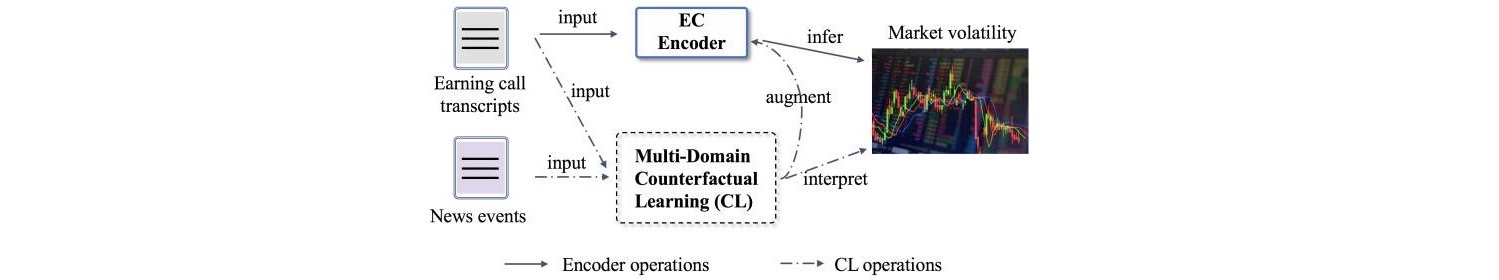 input
EC
Encoder
infer
Market volatility
Earning call
transcripts
input
augment
input
Multi-Domain
Counterfactual
Learning (CL)
interpret
News events
Encoder operations
CL operations